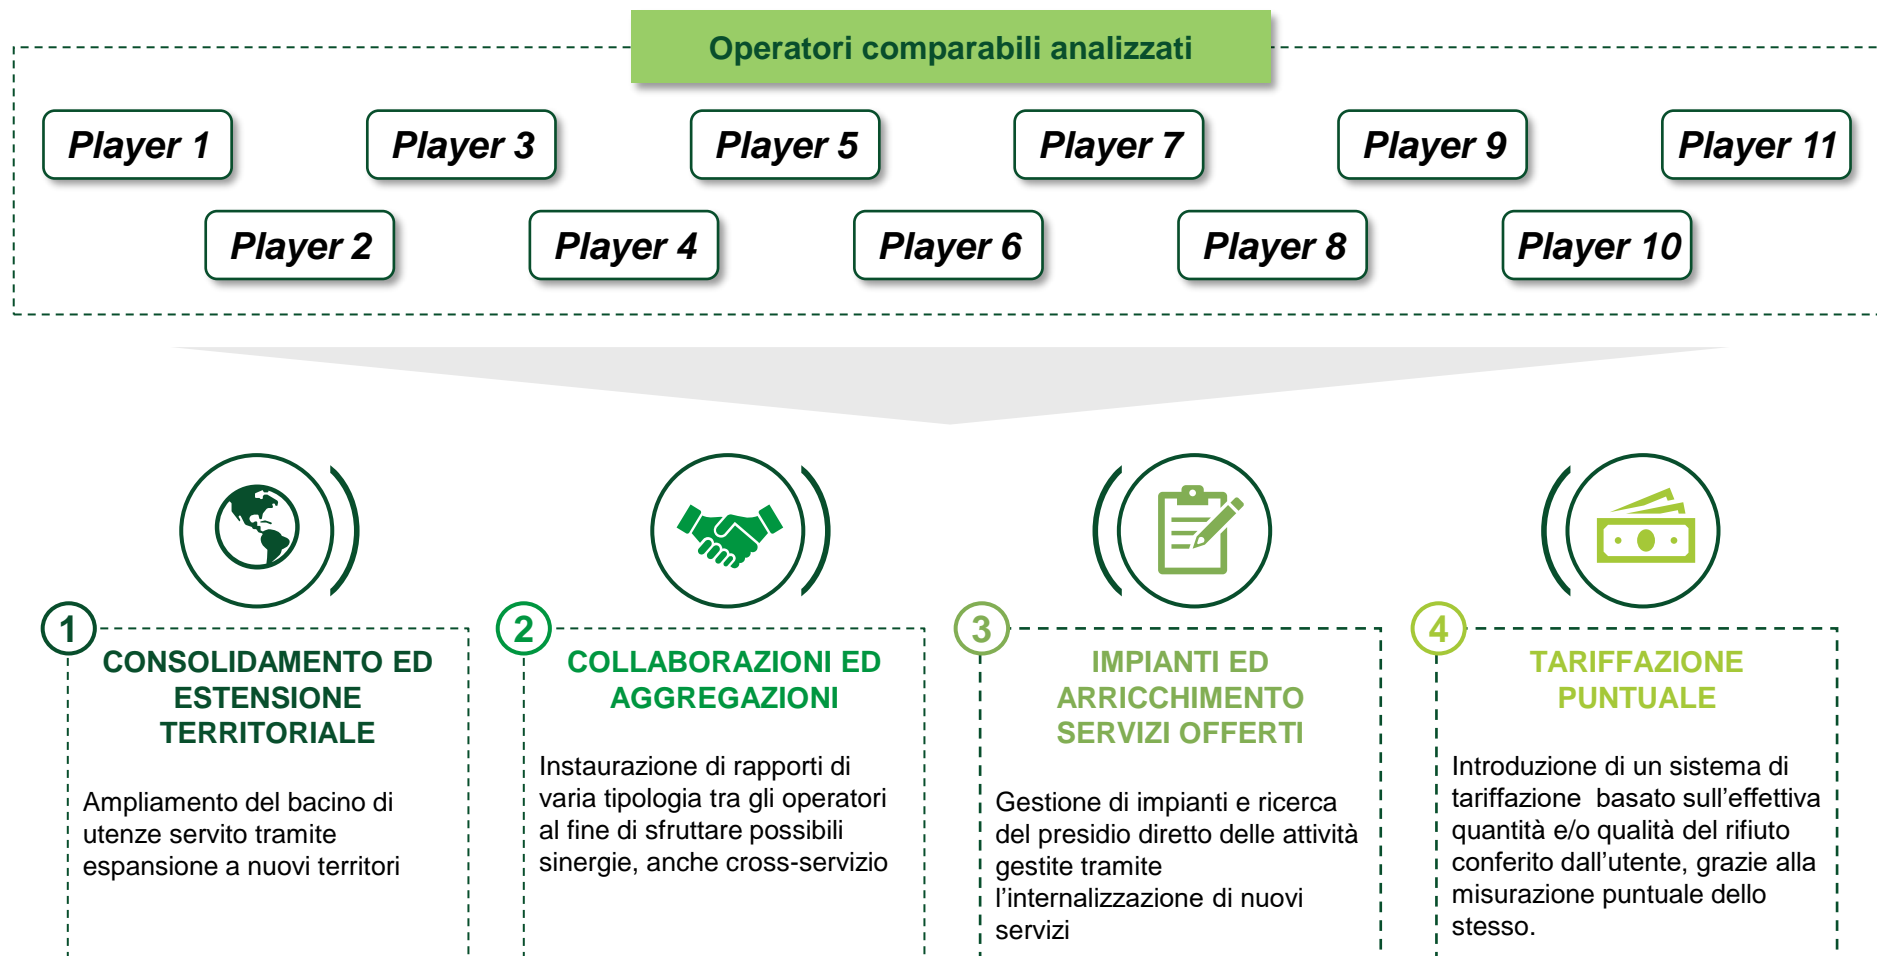 Operatori comparabili analizzati
Player 1
Player 3
Player 5
Player 7
Player 9
Player 11
Player 2
Player 4
Player 6
Player 8
Player 10
1
CONSOLIDAMENTO ED
ESTENSIONE
TERRITORIALE
Ampliamento del bacino di
utenze servito tramite
espansione a nuovi territori
2
COLLABORAZIONI ED
AGGREGAZIONI
Instaurazione di rapporti di
varia tipologia tra gli operatori
al fine di sfruttare possibili
sinergie, anche cross-servizio
3
IMPIANTI ED
ARRICCHIMENTO
SERVIZI OFFERTI
Gestione di impianti e ricerca
del presidio diretto delle attività
gestite tramite
l’internalizzazione di nuovi
servizi
4
TARIFFAZIONE
PUNTUALE
Introduzione di un sistema di
tariffazione  basato sull’effettiva
quantità e/o qualità del rifiuto
conferito dall’utente, grazie alla
misurazione puntuale dello
stesso.